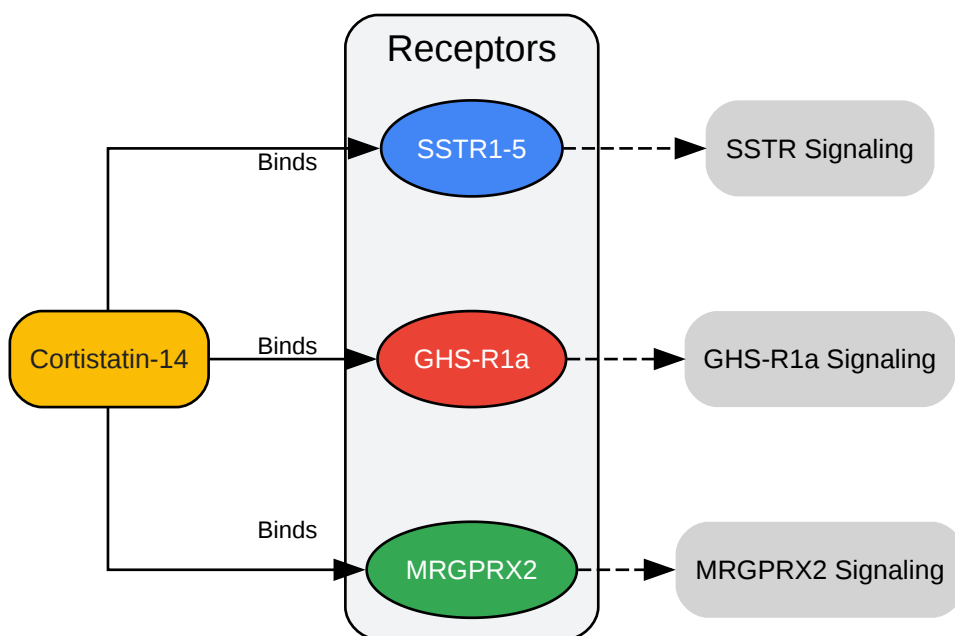 Receptors
Binds
SSTR1-5
SSTR Signaling
Cortistatin-14
Binds
GHS-R1a
GHS-R1a Signaling
Binds
MRGPRX2
MRGPRX2 Signaling